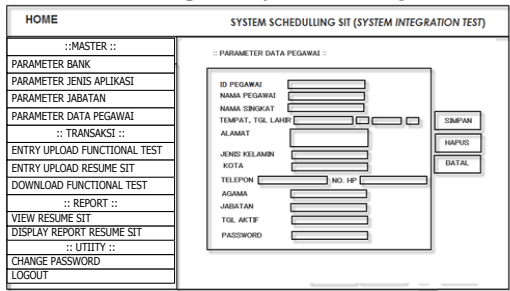 HOME
SYSTEM SCHEDULLING SIT (SYSTEM INTEGRATION TEST)
::MASTER ::
PARAMETER BANK
PARAMETER JENIS APLIKASI
PARAMETER JABATAN
PARAMETER DATA PEGAWAI
:: TRANSAKSI ::
ENTRY UPLOAD FUNCTIONAL TEST
ENTRY UPLOAD RESUME SIT
DOWNLOAD FUNCTIONAL TEST
:: REPORT ::
VIEW RESUME SIT
DISPLAY REPORT RESUME SIT
:: UTIITY ::
CHANGE PASSWORD
LOGOUT
:: PARAMETER DATA PEGAWAI ::
ID PEGAWAI
NAMA PEGAWAI
NAMA SINGKAT
TEMPAT, TGL LAHIR
ALAMAT
JENIS KELAMIN
KOTA
TELEPON NO. HP
AGAMA
JABATAN
TGL AKTIF
PASSWORD
SIMPAN
HAPUS
BATAL